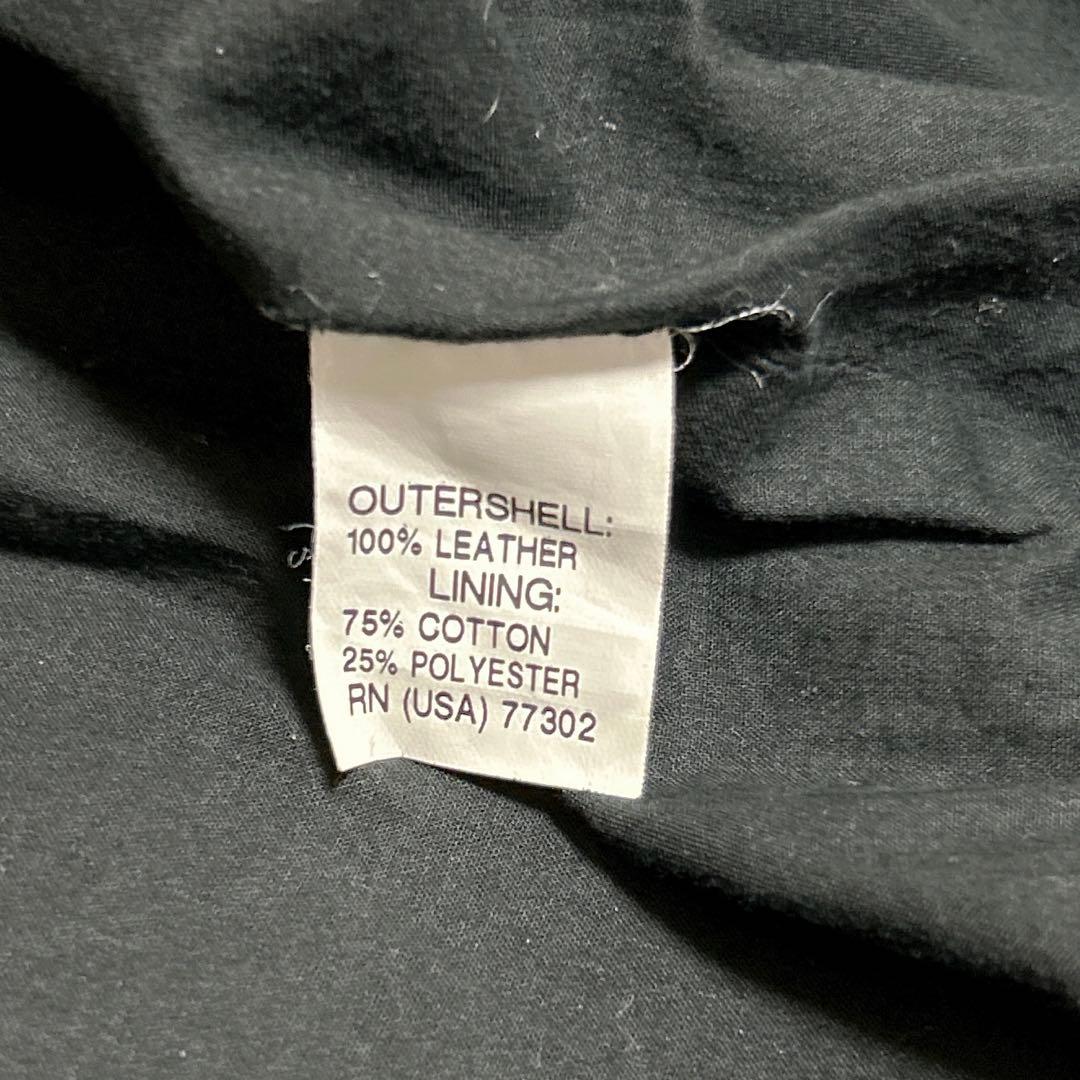 OUTERSHELL:
100% LEATHER
LINING:
75% COTTON
25% POLYESTER
RN (USA) 77302